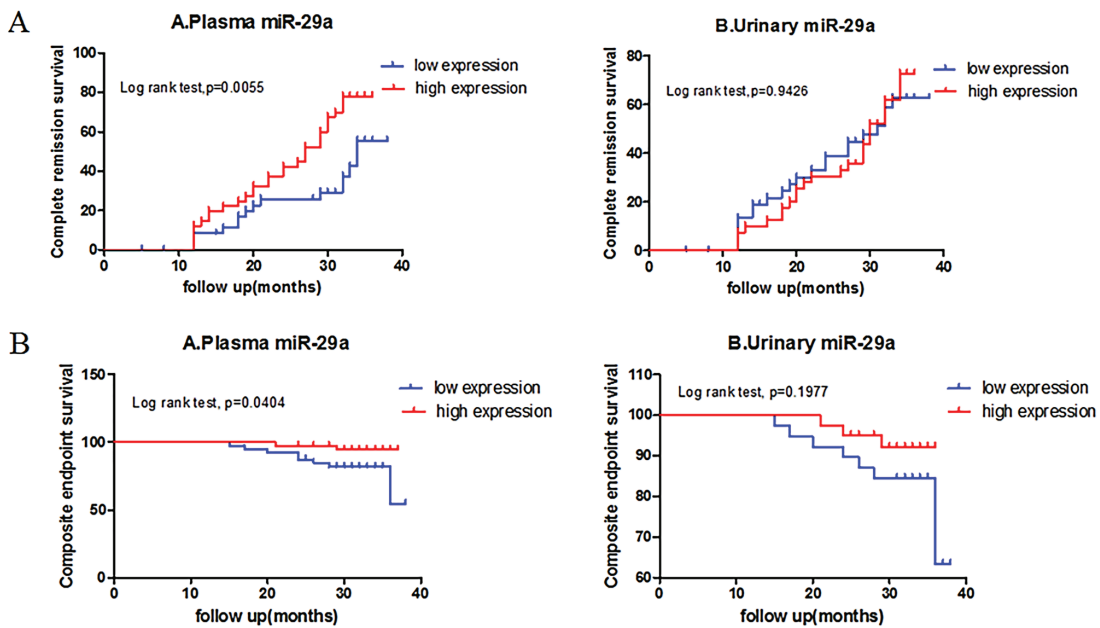 A
A.Plasma miR-29a
Complete remission survival
100
80
60
40
20
0
Log rank test,p=0.0055
low expression
high expression
0 10 20 30 40
follow up(months)
B.Urinary miR-29a
Complete remission survival
80
60
40
20
0
Log rank test,p=0.9426
low expression
high expression
0 10 20 30 40
follow up(months)
B
A.Plasma miR-29a
Composite endpoint survival
150
100
50
0
Log rank test, p=0.0404
low expression
high expression
0 10 20 30 40
follow up(months)
B.Urinary miR-29a
Composite endpoint survival
110
100
90
80
70
60
Log rank test, p=0.1977
low expression
high expression
0 10 20 30 40
follow up(months)